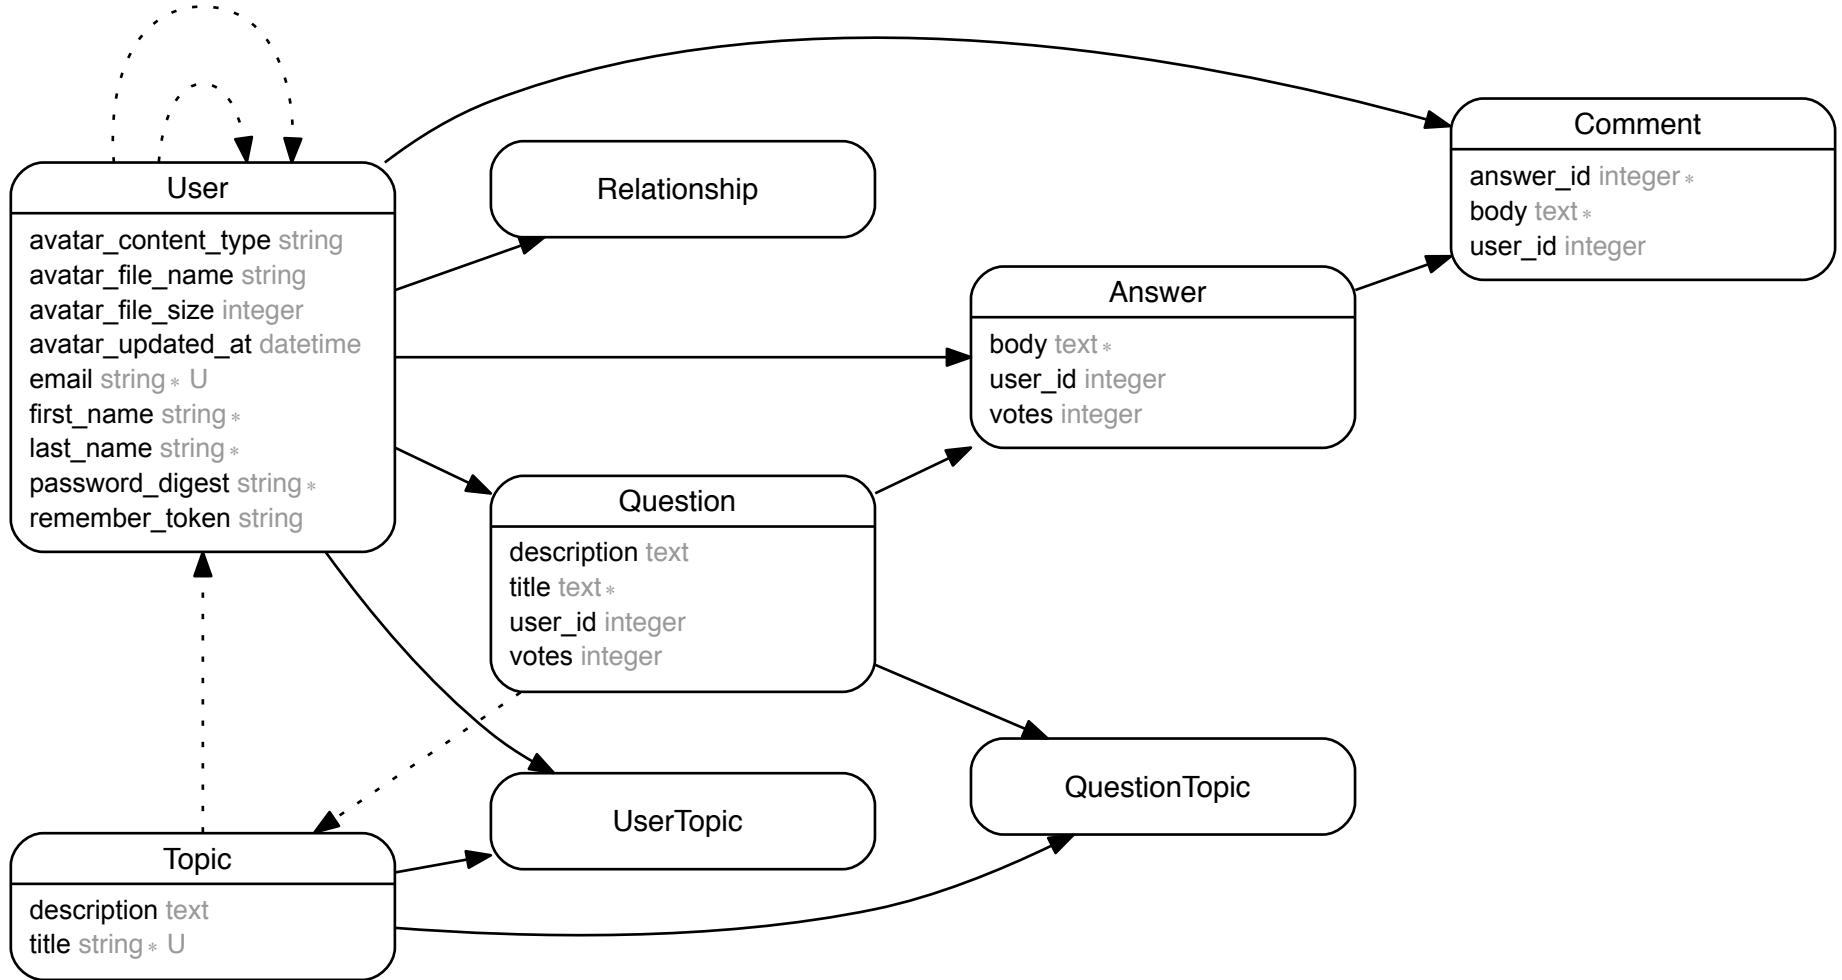 User
avatar_content_type string
avatar_file_name string
avatar_file_size integer
avatar_updated_at datetime
email string * U
first_name string *
last_name string *
password_digest string *
remember_token string
Relationship
Comment
answer_id integer *
body text *
user_id integer
Answer
body text *
user_id integer
votes integer
Question
description text
title text *
user_id integer
votes integer
UserTopic
QuestionTopic
Topic
description text
title string * U